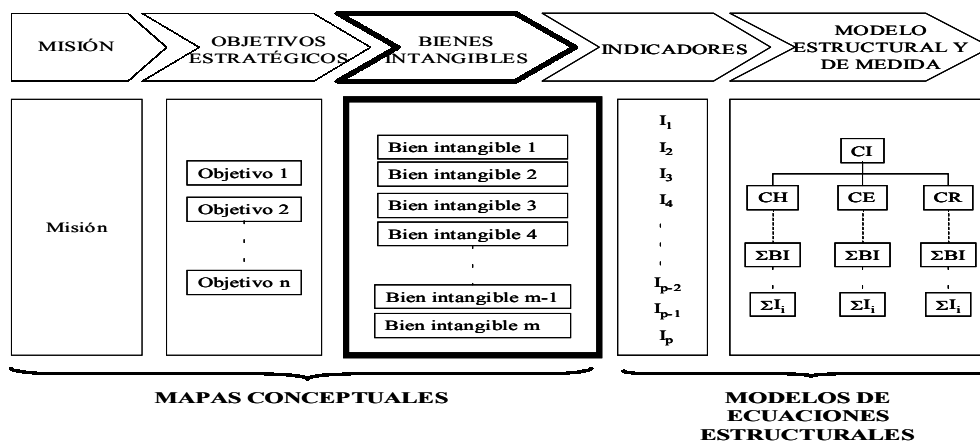 MISIÓN
OBJETIVOS
ESTRATÉGICOS
BIENES
INTANGIBLES
INDICADORES
MODELO
ESTRUCTURAL Y
DE MEDIDA
Misión
Objetivo 1
Objetivo 2
Objetivo n
Bien intangible 1
Bien intangible 2
Bien intangible 3
Bien intangible 4
Bien intangible m-1
Bien intangible m
I₁
I₂
I₃
I₄
Iₚ₋₂
Iₚ₋₁
Iₚ
CI
CH CE CR
ΣBI ΣBI ΣBI
ΣIᵢ ΣIᵢ ΣIᵢ
MAPAS CONCEPTUALES
MODELOS DE
ECUACIONES
ESTRUCTURALES